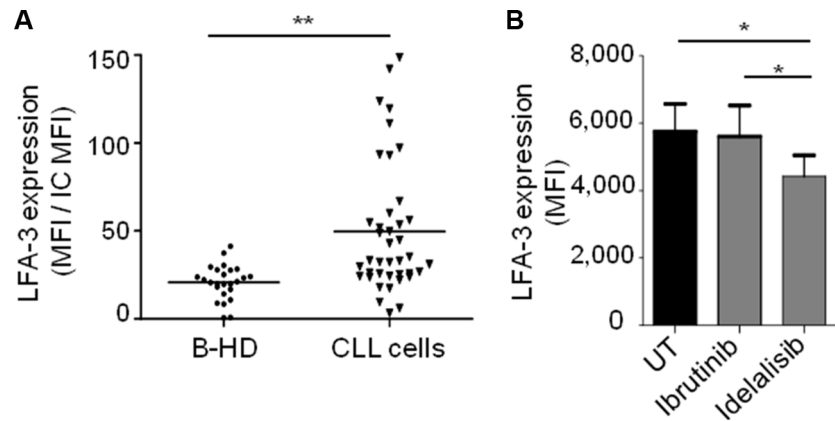 A
**
LFA-3 expression
(MFI / IC MFI)
150
100
50
0
B-HD
CLL cells
B
*
*
LFA-3 expression
(MFI)
8,000
6,000
4,000
2,000
0
UT
Ibrutinib
Idelalisib